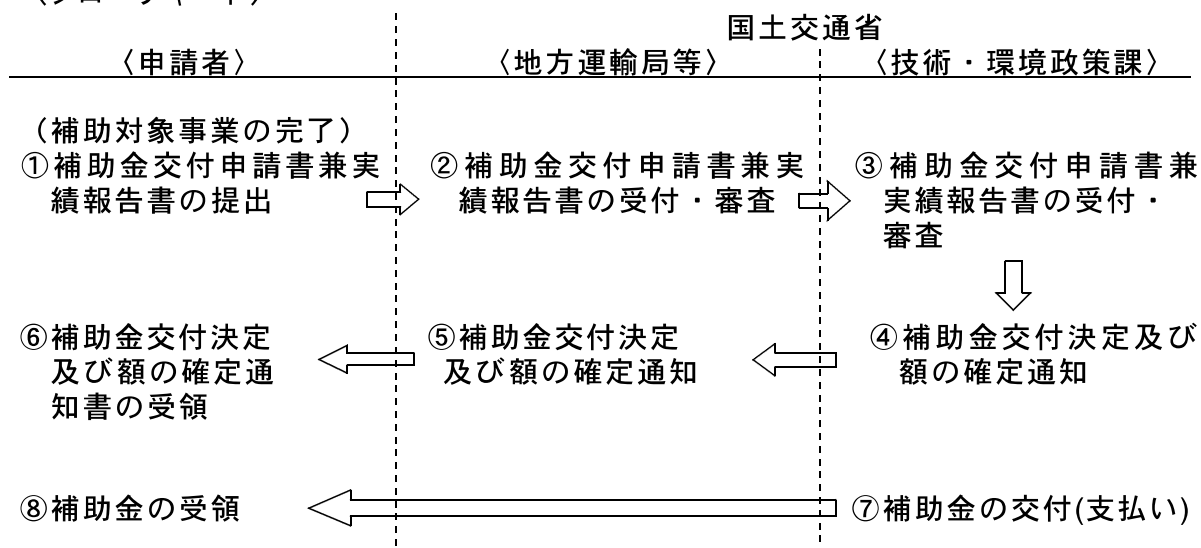 国土交通省
〈申請者〉
〈地方運輸局等〉
〈技術・環境政策課〉
(補助対象事業の完了)
①補助金交付申請書兼実
績報告書の提出
②補助金交付申請書兼実
績報告書の受付・審査
③補助金交付申請書兼
実績報告書の受付・
審査
⑥補助金交付決定
及び額の確定通
知書の受領
⑤補助金交付決定
及び額の確定通知
④補助金交付決定及び
額の確定通知
⑧補助金の受領
⑦補助金の交付(支払い)